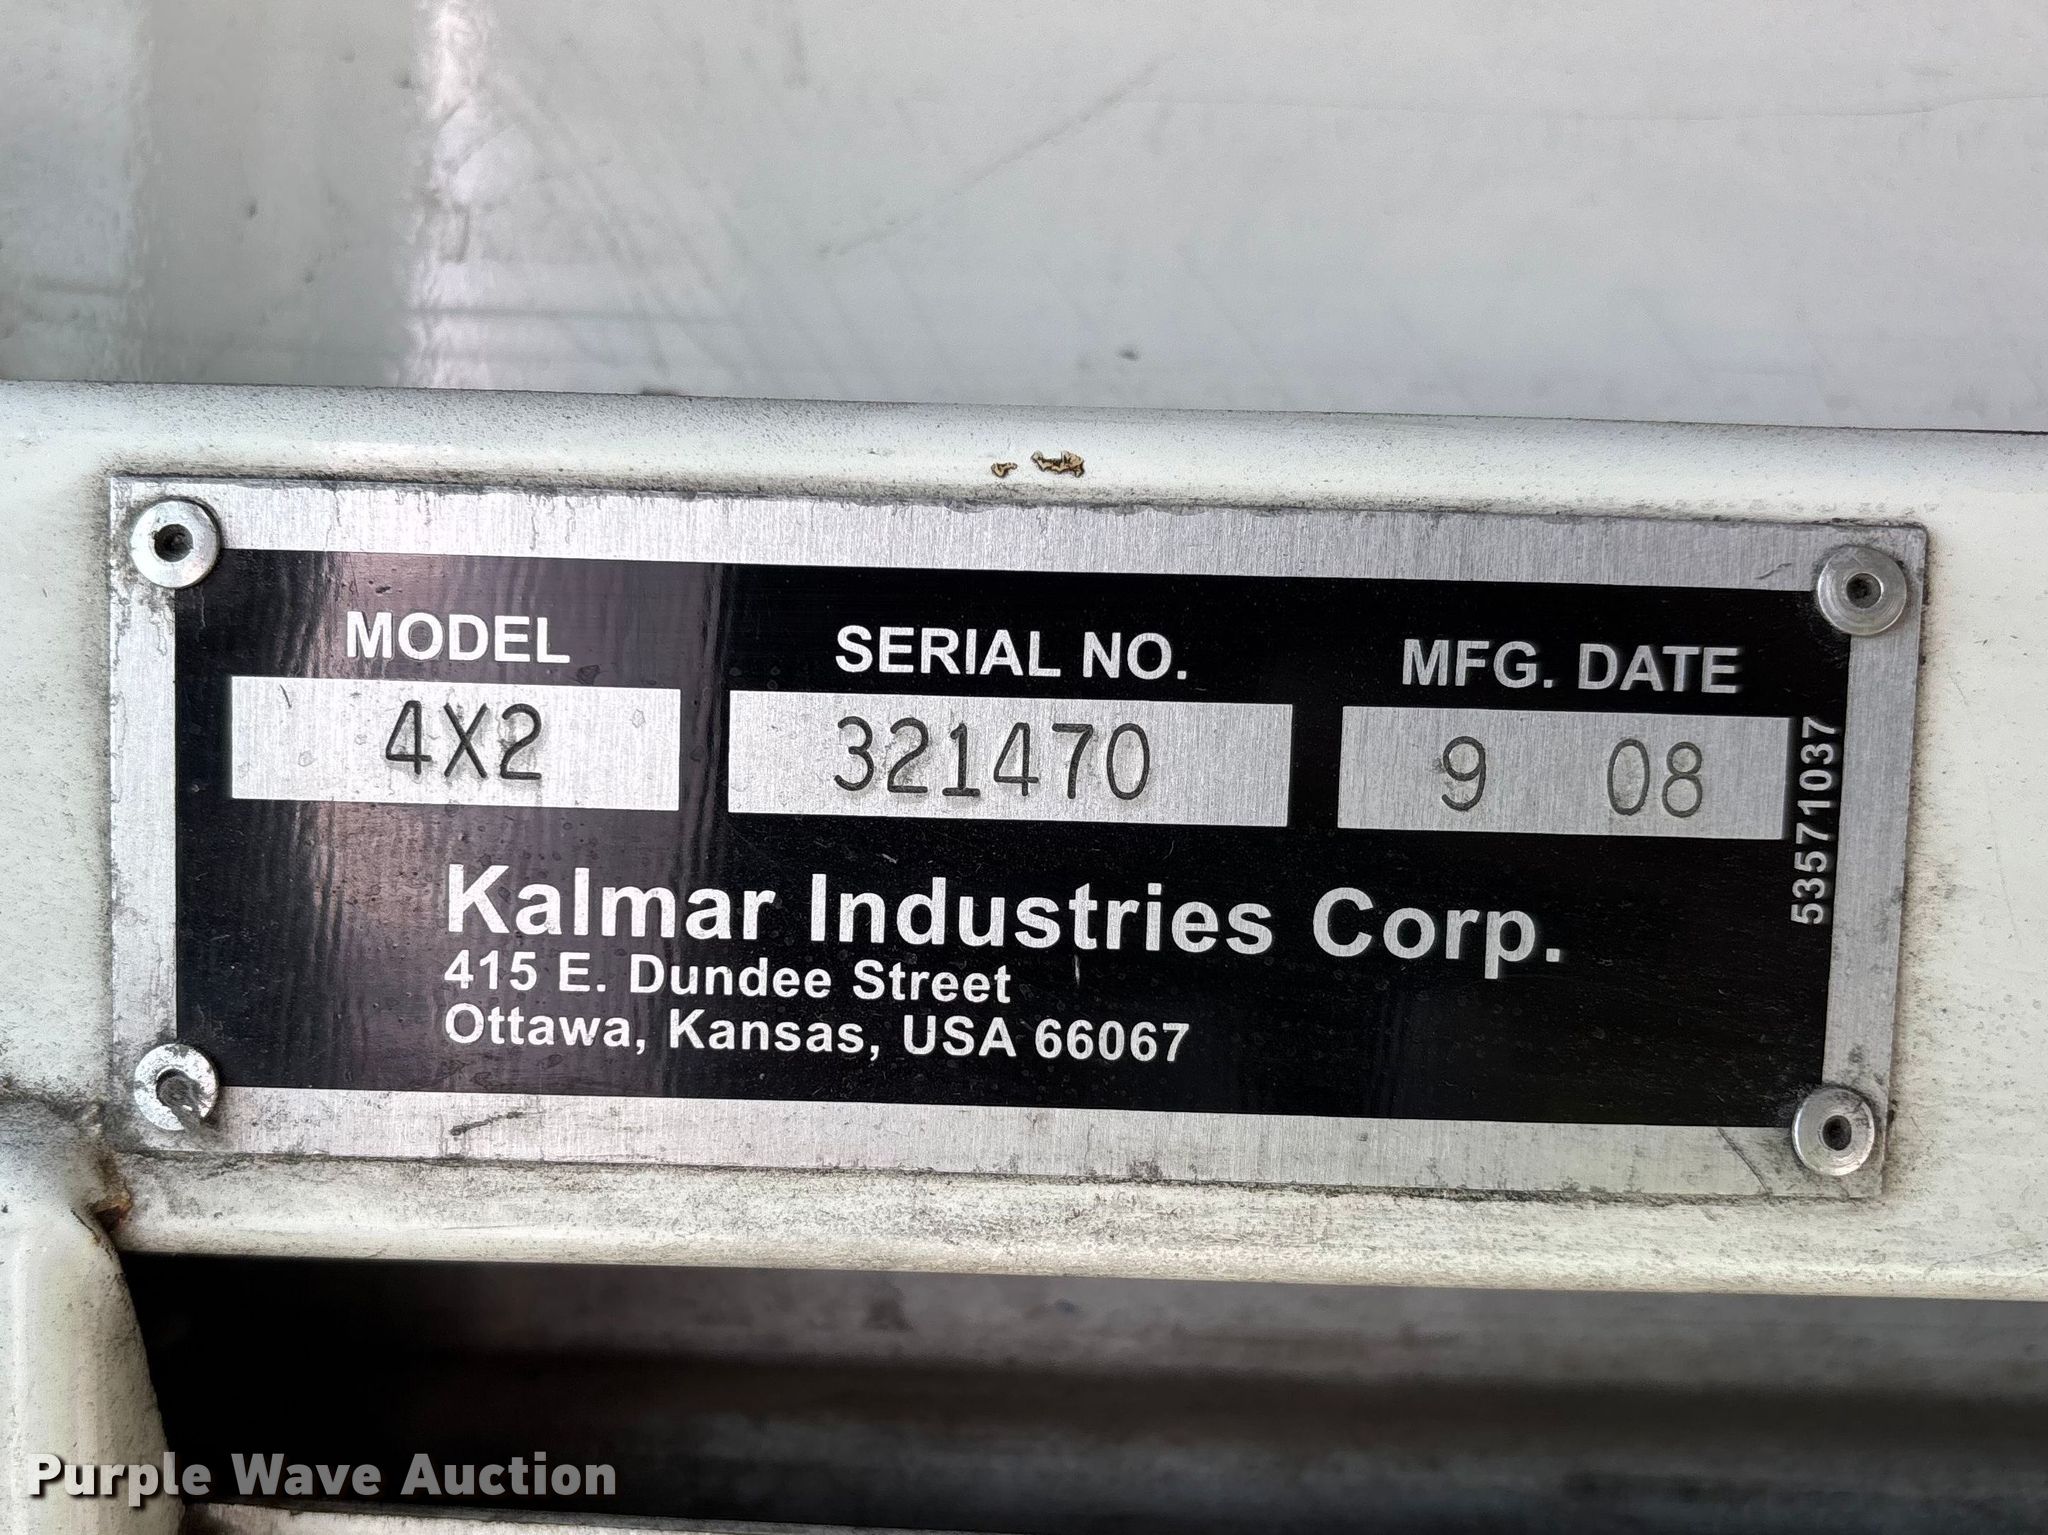 MODEL SERIAL NO. MFG. DATE
4X2 321470 9 08
53571037
Kalmar Industries Corp.
415 E. Dundee Street
Ottawa, Kansas, USA 66067
Purple Wave Auction